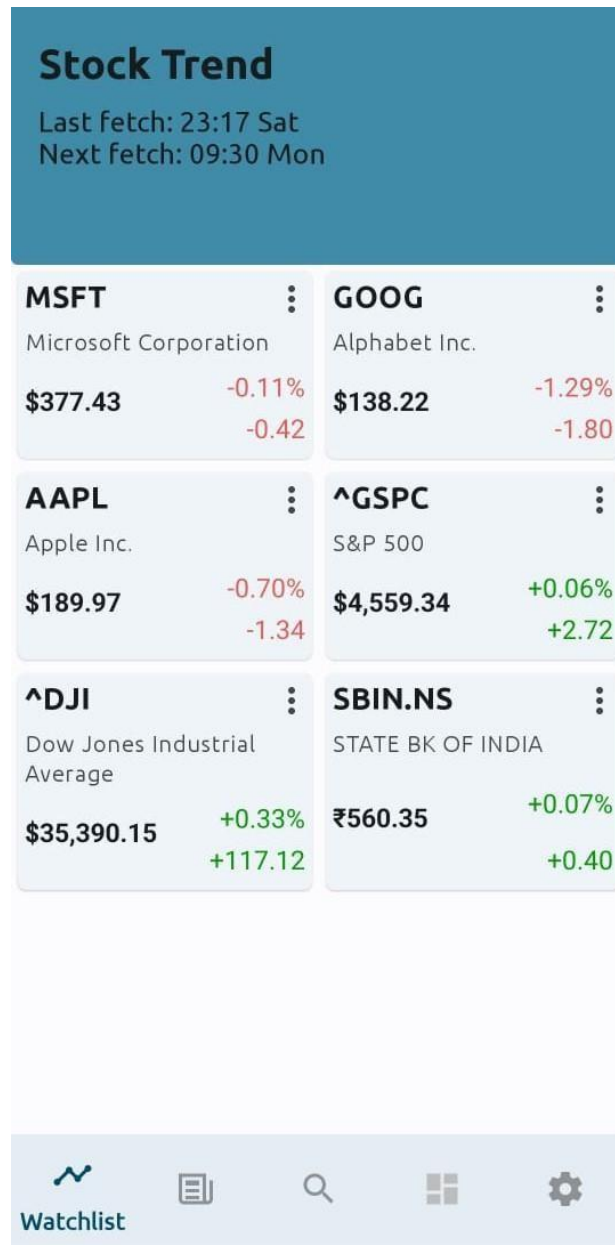 Stock Trend
Last fetch: 23:17 Sat
Next fetch: 09:30 Mon
MSFT
Microsoft Corporation
$377.43
-0.11%
-0.42
GOOG
Alphabet Inc.
$138.22
-1.29%
-1.80
AAPL
Apple Inc.
$189.97
-0.70%
-1.34
^GSPC
S&P 500
$4,559.34
+0.06%
+2.72
^DJI
Dow Jones Industrial
Average
$35,390.15
+0.33%
+117.12
SBIN.NS
STATE BK OF INDIA
₹560.35
+0.07%
+0.40
Watchlist